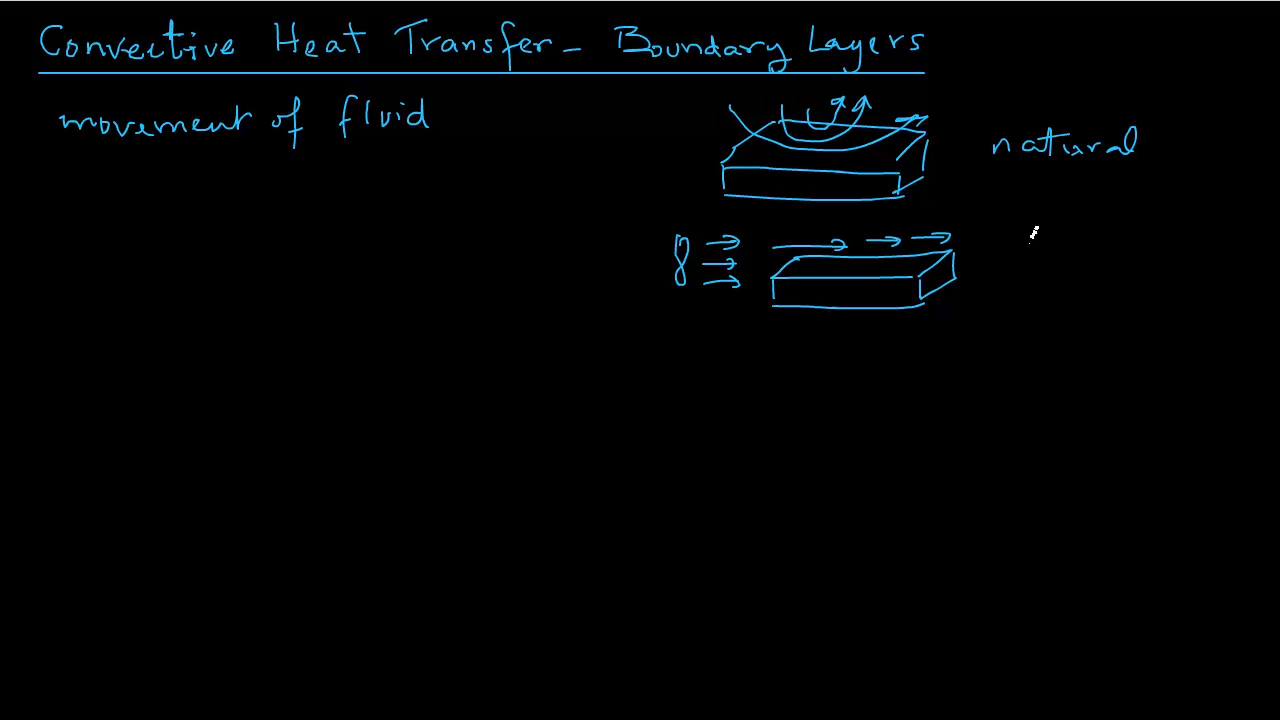 Convective Heat Transfer - Boundary Layers
movement of fluid
natural